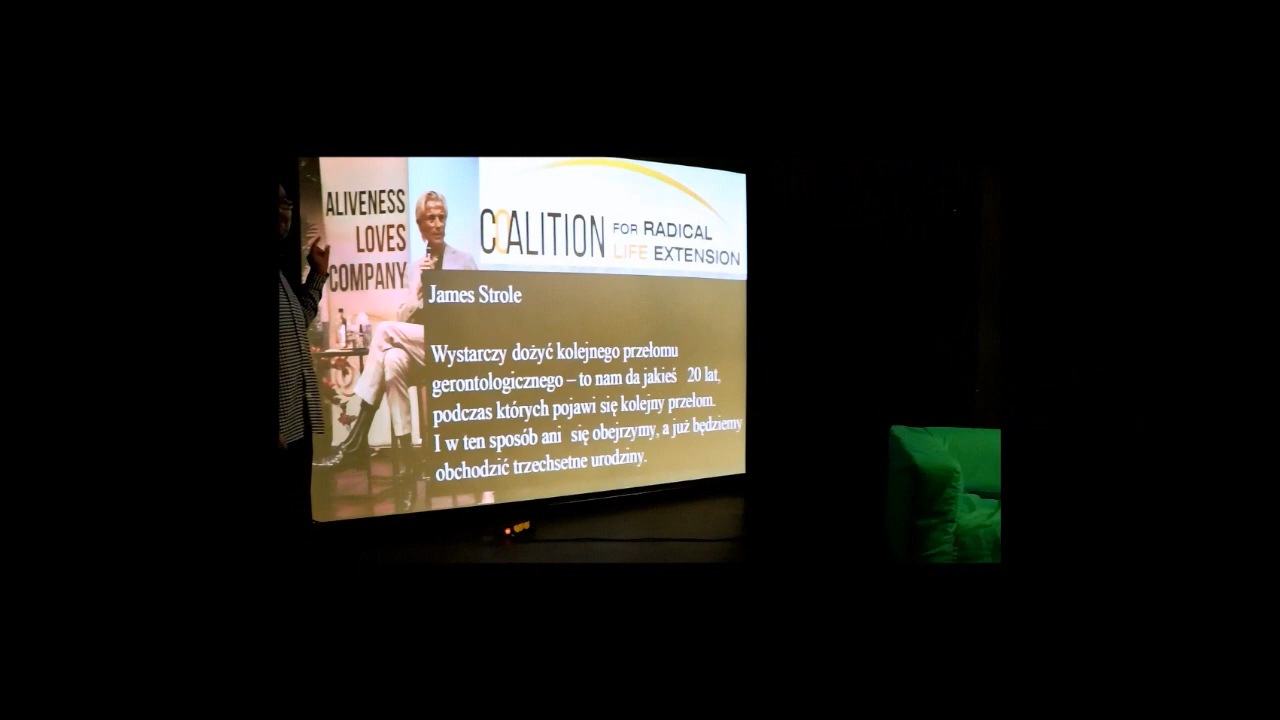 ALIVENESS
LOVES
COMPANY
COALITION FOR RADICAL
LIFE EXTENSION
James Strole
Wystarczy dożyć kolejnego przełomu
gerontologicznego – to nam da jakieś 20 lat,
podczas których pojawi się kolejny przełom.
I w ten sposób ani się obejrzymy, a już będziemy
obchodzić trzechsetne urodziny.